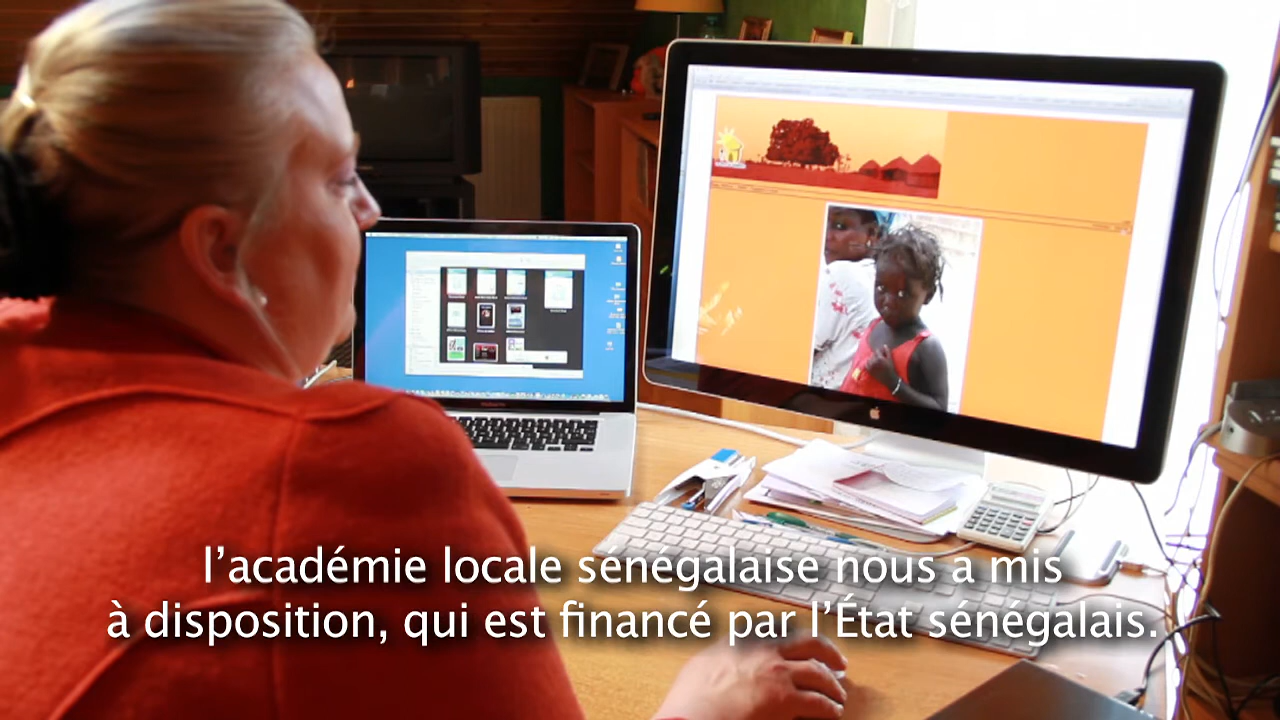 l’académie locale sénégalaise nous a mis
à disposition, qui est financé par l’État sénégalais.